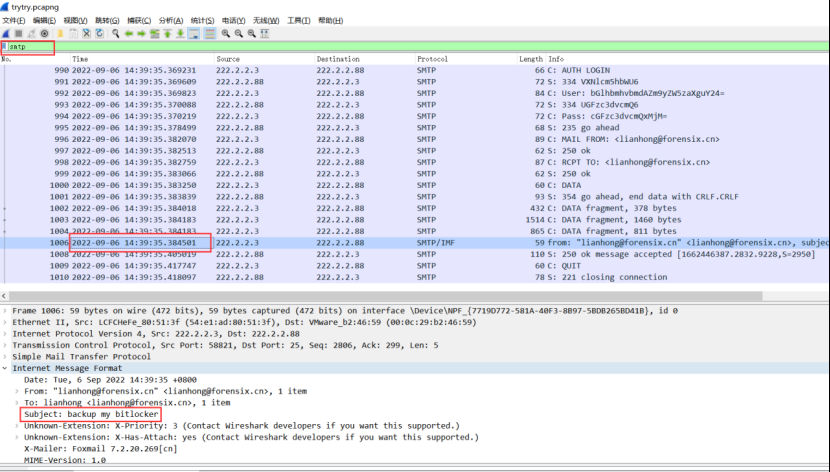 trytry.pcapng
文件(F) 编辑(E) 视图(V) 跳转(G) 捕获(C) 分析(A) 统计(S) 电话(Y) 无线(W) 工具(T) 帮助(H)
smtp
No. Time Source Destination Protocol Length Info
990 2022-09-06 14:39:35.369231 222.2.2.3 222.2.2.88 SMTP 66 C: AUTH LOGIN
991 2022-09-06 14:39:35.369609 222.2.2.88 222.2.2.3 SMTP 72 S: 334 VXNlcm5hbWU6
992 2022-09-06 14:39:35.369823 222.2.2.3 222.2.2.88 SMTP 84 C: User: bGlhbmhvbmdAZm9yZW5zaXguY24=
993 2022-09-06 14:39:35.370088 222.2.2.88 222.2.2.3 SMTP 72 S: 334 UGFzc3dvcmQ6
994 2022-09-06 14:39:35.370219 222.2.2.3 222.2.2.88 SMTP 72 C: Pass: cGFzc3dvcmQxMjM=
995 2022-09-06 14:39:35.378499 222.2.2.88 222.2.2.3 SMTP 68 S: 235 go ahead
996 2022-09-06 14:39:35.382070 222.2.2.3 222.2.2.88 SMTP 89 C: MAIL FROM: <lianhong@forensix.cn>
997 2022-09-06 14:39:35.382513 222.2.2.88 222.2.2.3 SMTP 62 S: 250 ok
998 2022-09-06 14:39:35.382759 222.2.2.3 222.2.2.88 SMTP 87 C: RCPT TO: <lianhong@forensix.cn>
999 2022-09-06 14:39:35.383066 222.2.2.88 222.2.2.3 SMTP 62 S: 250 ok
1000 2022-09-06 14:39:35.383250 222.2.2.3 222.2.2.88 SMTP 60 C: DATA
1001 2022-09-06 14:39:35.383839 222.2.2.88 222.2.2.3 SMTP 93 S: 354 go ahead, end data with CRLF.CRLF
1002 2022-09-06 14:39:35.384018 222.2.2.3 222.2.2.88 SMTP 432 C: DATA fragment, 378 bytes
1003 2022-09-06 14:39:35.384183 222.2.2.3 222.2.2.88 SMTP 1514 C: DATA fragment, 1460 bytes
1004 2022-09-06 14:39:35.384183 222.2.2.3 222.2.2.88 SMTP 865 C: DATA fragment, 811 bytes
1006 2022-09-06 14:39:35.384501 222.2.2.3 222.2.2.88 SMTP/IMF 59 from: "lianhong@forensix.cn" <lianhong@forensix.cn>, subjec
1008 2022-09-06 14:39:35.405019 222.2.2.88 222.2.2.3 SMTP 110 S: 250 ok message accepted [1662446387.2832.9228,S=2950]
1009 2022-09-06 14:39:35.417747 222.2.2.3 222.2.2.88 SMTP 60 C: QUIT
1010 2022-09-06 14:39:35.418097 222.2.2.88 222.2.2.3 SMTP 78 S: 221 closing connection
Frame 1006: 59 bytes on wire (472 bits), 59 bytes captured (472 bits) on interface \Device\NPF_{7719D772-581A-40F3-8B97-5BDB265BD41B}, id 0
Ethernet II, Src: LCFCHeFe_80:51:3f (54:e1:ad:80:51:3f), Dst: VMware_b2:46:59 (00:0c:29:b2:46:59)
Internet Protocol Version 4, Src: 222.2.2.3, Dst: 222.2.2.88
Transmission Control Protocol, Src Port: 58821, Dst Port: 25, Seq: 2806, Ack: 299, Len: 5
Simple Mail Transfer Protocol
Internet Message Format
Date: Tue, 6 Sep 2022 14:39:35 +0800
From: "lianhong@forensix.cn" <lianhong@forensix.cn>, 1 item
To: lianhong <lianhong@forensix.cn>, 1 item
Subject: backup my bitlocker
Unknown-Extension: X-Priority: 3 (Contact Wireshark developers if you want this supported.)
Unknown-Extension: X-Has-Attach: yes (Contact Wireshark developers if you want this supported.)
X-Mailer: Foxmail 7.2.20.269[cn]
MIME-Version: 1.0